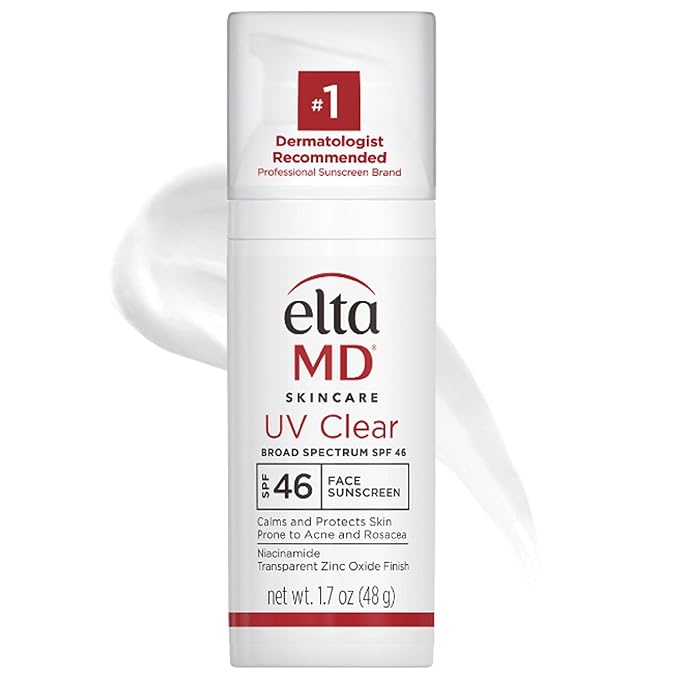 #1
Dermatologist
Recommended
Professional Sunscreen Brand
elta
MD®
SKINCARE
UV Clear
BROAD SPECTRUM SPF 46
SPF 46 FACE
SUNSCREEN
Calms and Protects Skin
Prone to Acne and Rosacea
Niacinamide
Transparent Zinc Oxide Finish
net wt. 1.7 oz (48 g)